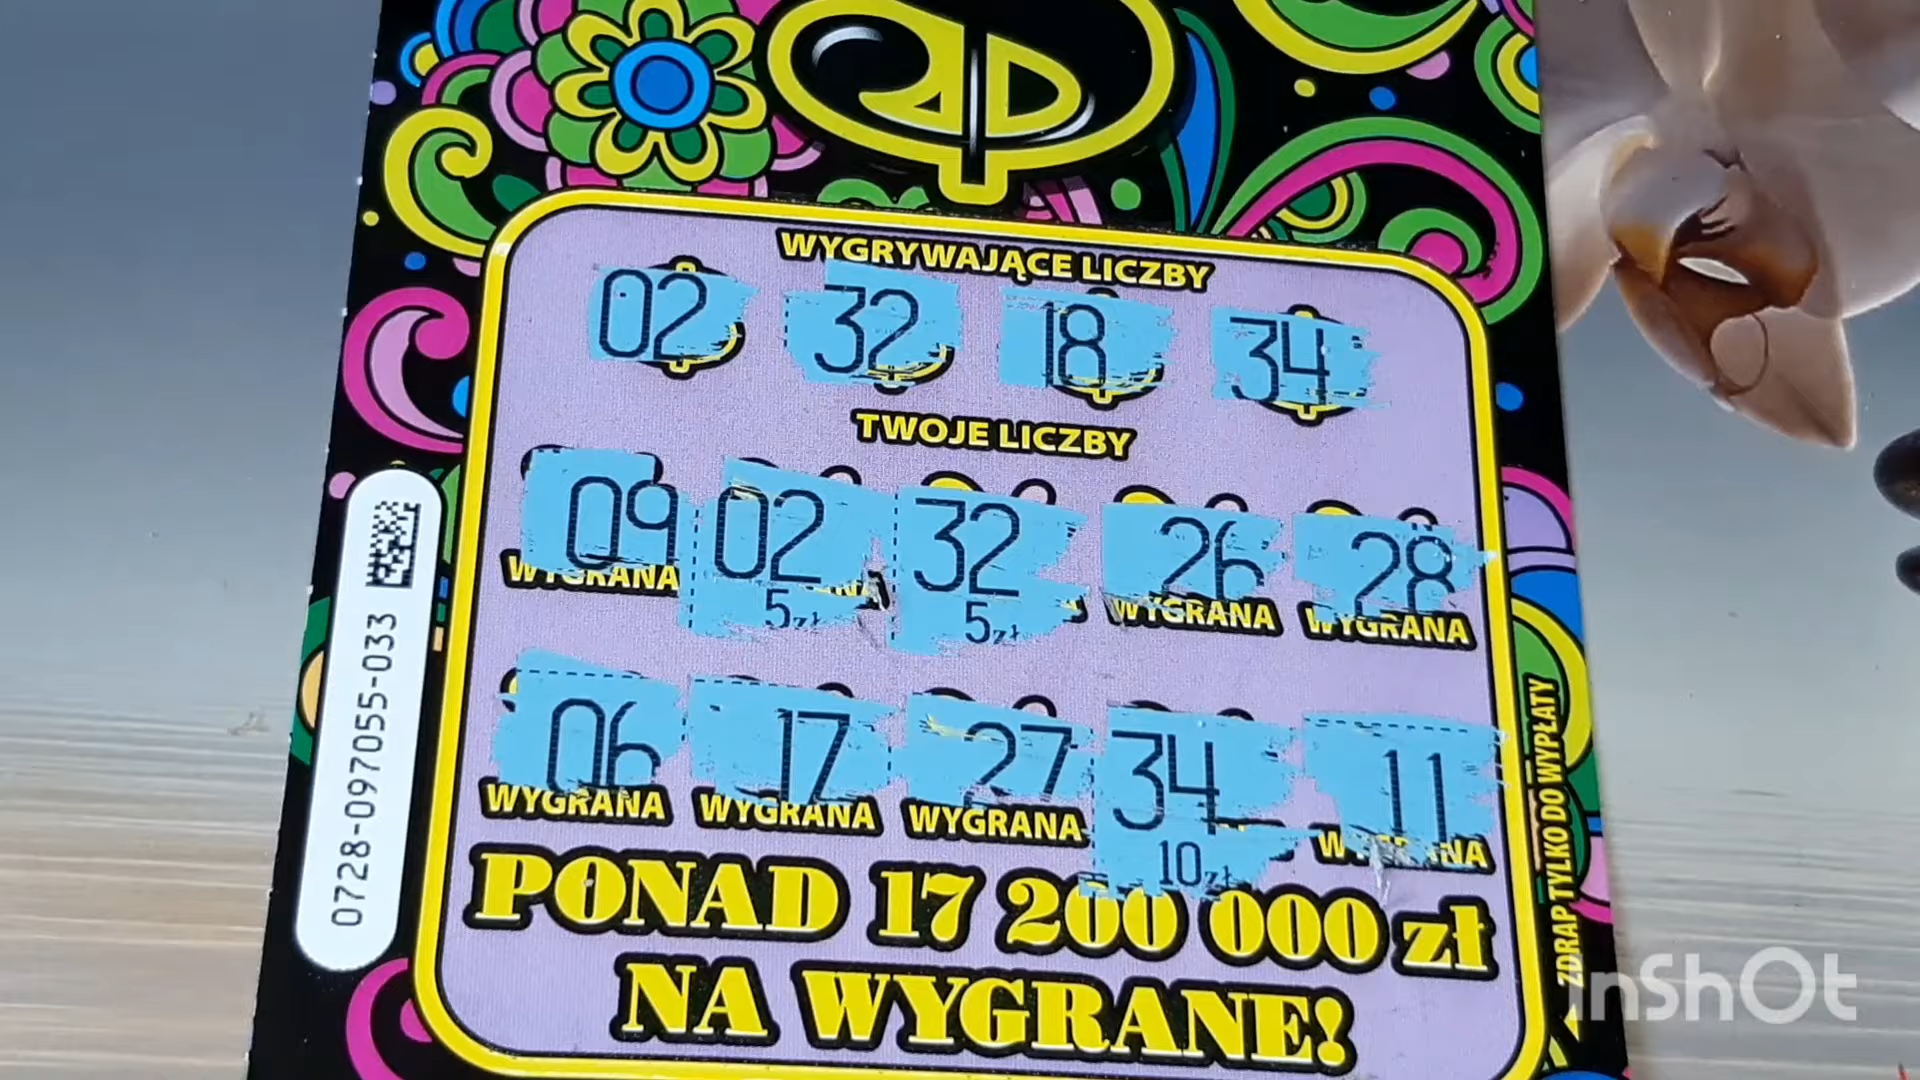 WYGRYWAJĄCE LICZBY
02 32 18 34
TWOJE LICZBY
09 02 32 26 28
WYGRANA 5zł 5zł WYGRANA WYGRANA
06 17 27 34 11
WYGRANA WYGRANA WYGRANA 10zł WYGRANA
PONAD 17 200 000 zł
NA WYGRANE!
0728-097055-033
ZDRAP TYLKO DO WYPŁATY
InShOt